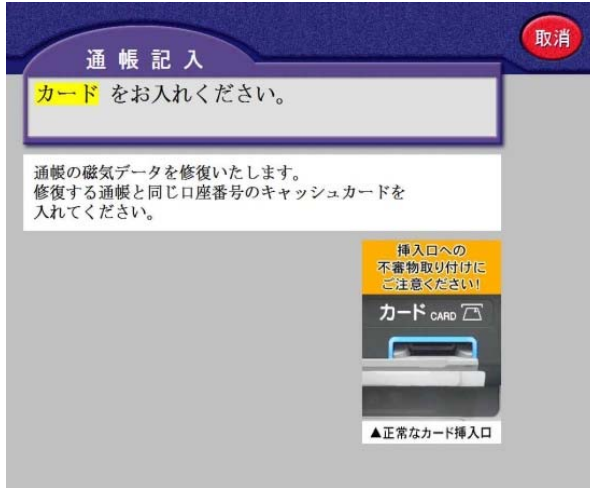 取消
通帳記入
カード をお入れください。
通帳の磁気データを修復いたします。
修復する通帳と同じ口座番号のキャッシュカードを
入れてください。
挿入口への
不審物取り付けに
ご注意ください!
カード CARD
▲正常なカード挿入口